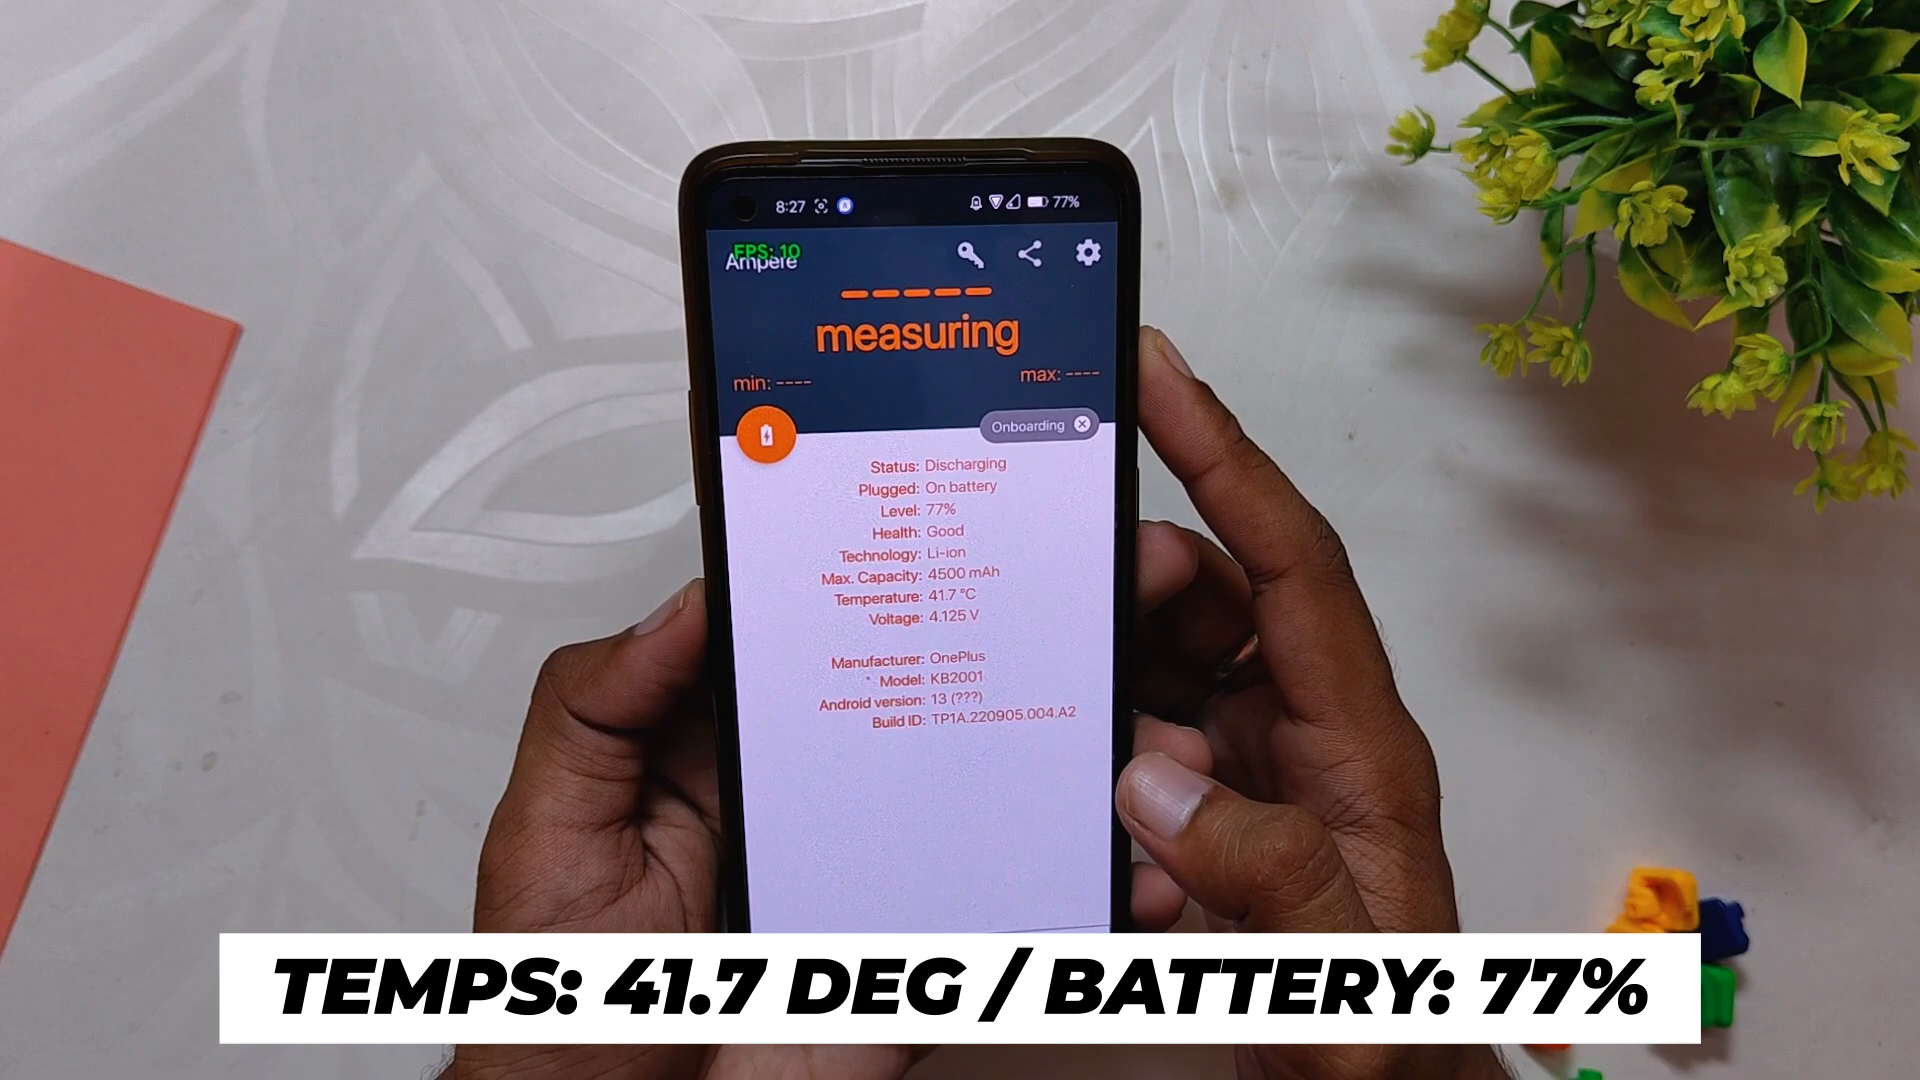 8:27 77%
FPS: 10
Ampere
measuring
min: ---- max: ----
Onboarding
Status: Discharging
Plugged: On battery
Level: 77%
Health: Good
Technology: Li-ion
Max. Capacity: 4500 mAh
Temperature: 41.7 °C
Voltage: 4.125 V
Manufacturer: OnePlus
Model: KB2001
Android version: 13 (???)
Build ID: TP1A.220905.004.A2
TEMPS: 41.7 DEG / BATTERY: 77%